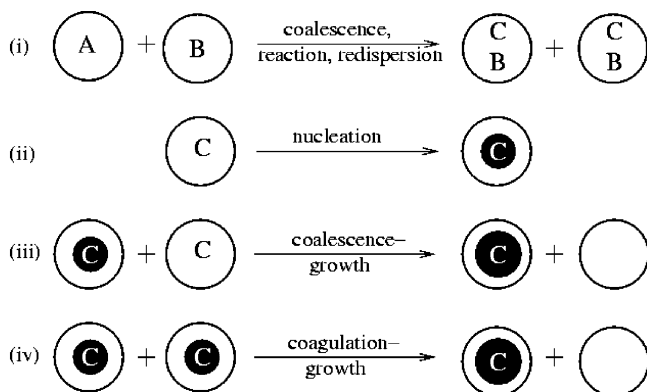 (i) A + B coalescence, reaction, redispersion C B + C B
(ii) C nucleation C
(iii) C + C coalescence– growth C +
(iv) C + C coagulation– growth C +